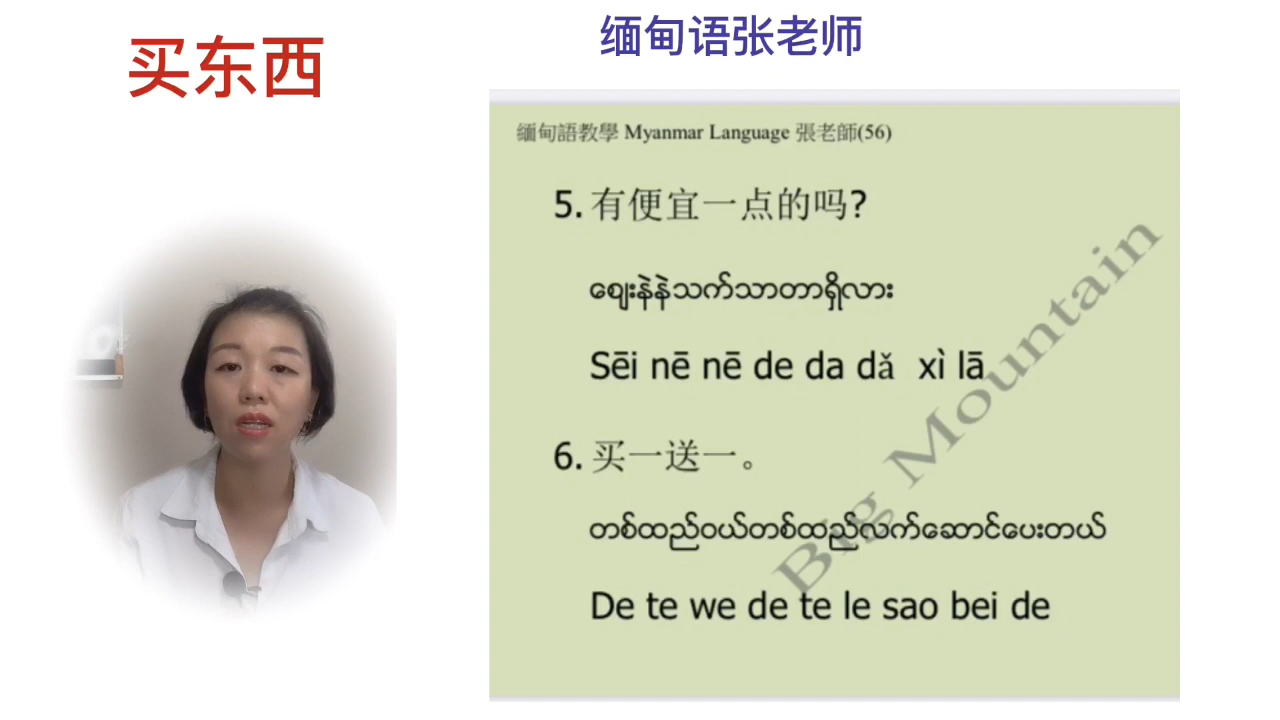 买东西
缅甸语张老师
缅甸語教學 Myanmar Language 張老師(56)
5. 有便宜一点的吗?
ဈေးနဲနဲသက်သာတာရှိလား
Sēi nē nē de da dǎ xì lā
6. 买一送一。
တစ်ထည်ဝယ်တစ်ထည်လက်ဆောင်ပေးတယ်
De te we de te le sao bei de
Big Mountain